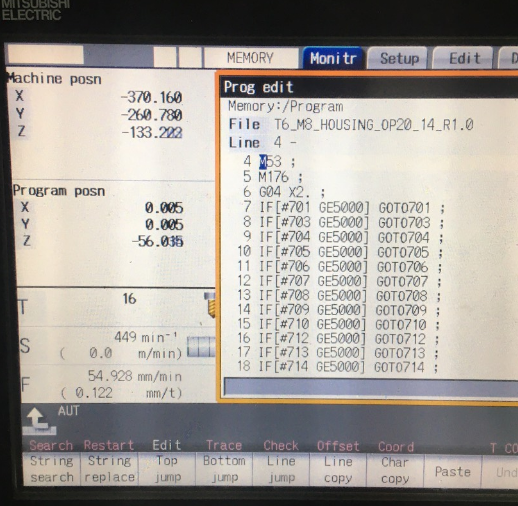 MITSUBISHI
ELECTRIC
MEMORY Monitr Setup Edit D
Machine posn
X -370.160
Y -260.780
Z -133.222
Program posn
X 0.005
Y 0.005
Z -56.035
T 16
S 449 min⁻¹
( 0.0 m/min)
F 54.928 mm/min
( 0.122 mm/t)
Prog edit
Memory:/Program
File T6_M8_HOUSING_OP20_14_R1.0
Line 4 -
4 M53 ;
5 M176 ;
6 G04 X2. ;
7 IF[#701 GE5000] GOTO701 ;
8 IF[#703 GE5000] GOTO703 ;
9 IF[#704 GE5000] GOTO704 ;
10 IF[#705 GE5000] GOTO705 ;
11 IF[#706 GE5000] GOTO706 ;
12 IF[#707 GE5000] GOTO707 ;
13 IF[#708 GE5000] GOTO708 ;
14 IF[#709 GE5000] GOTO709 ;
15 IF[#710 GE5000] GOTO710 ;
16 IF[#712 GE5000] GOTO712 ;
17 IF[#713 GE5000] GOTO713 ;
18 IF[#714 GE5000] GOTO714 ;
AUT
Search Restart Edit Trace Check Offset Coord T CO
String search String replace Top jump Bottom jump Line jump Line copy Char copy Paste Und